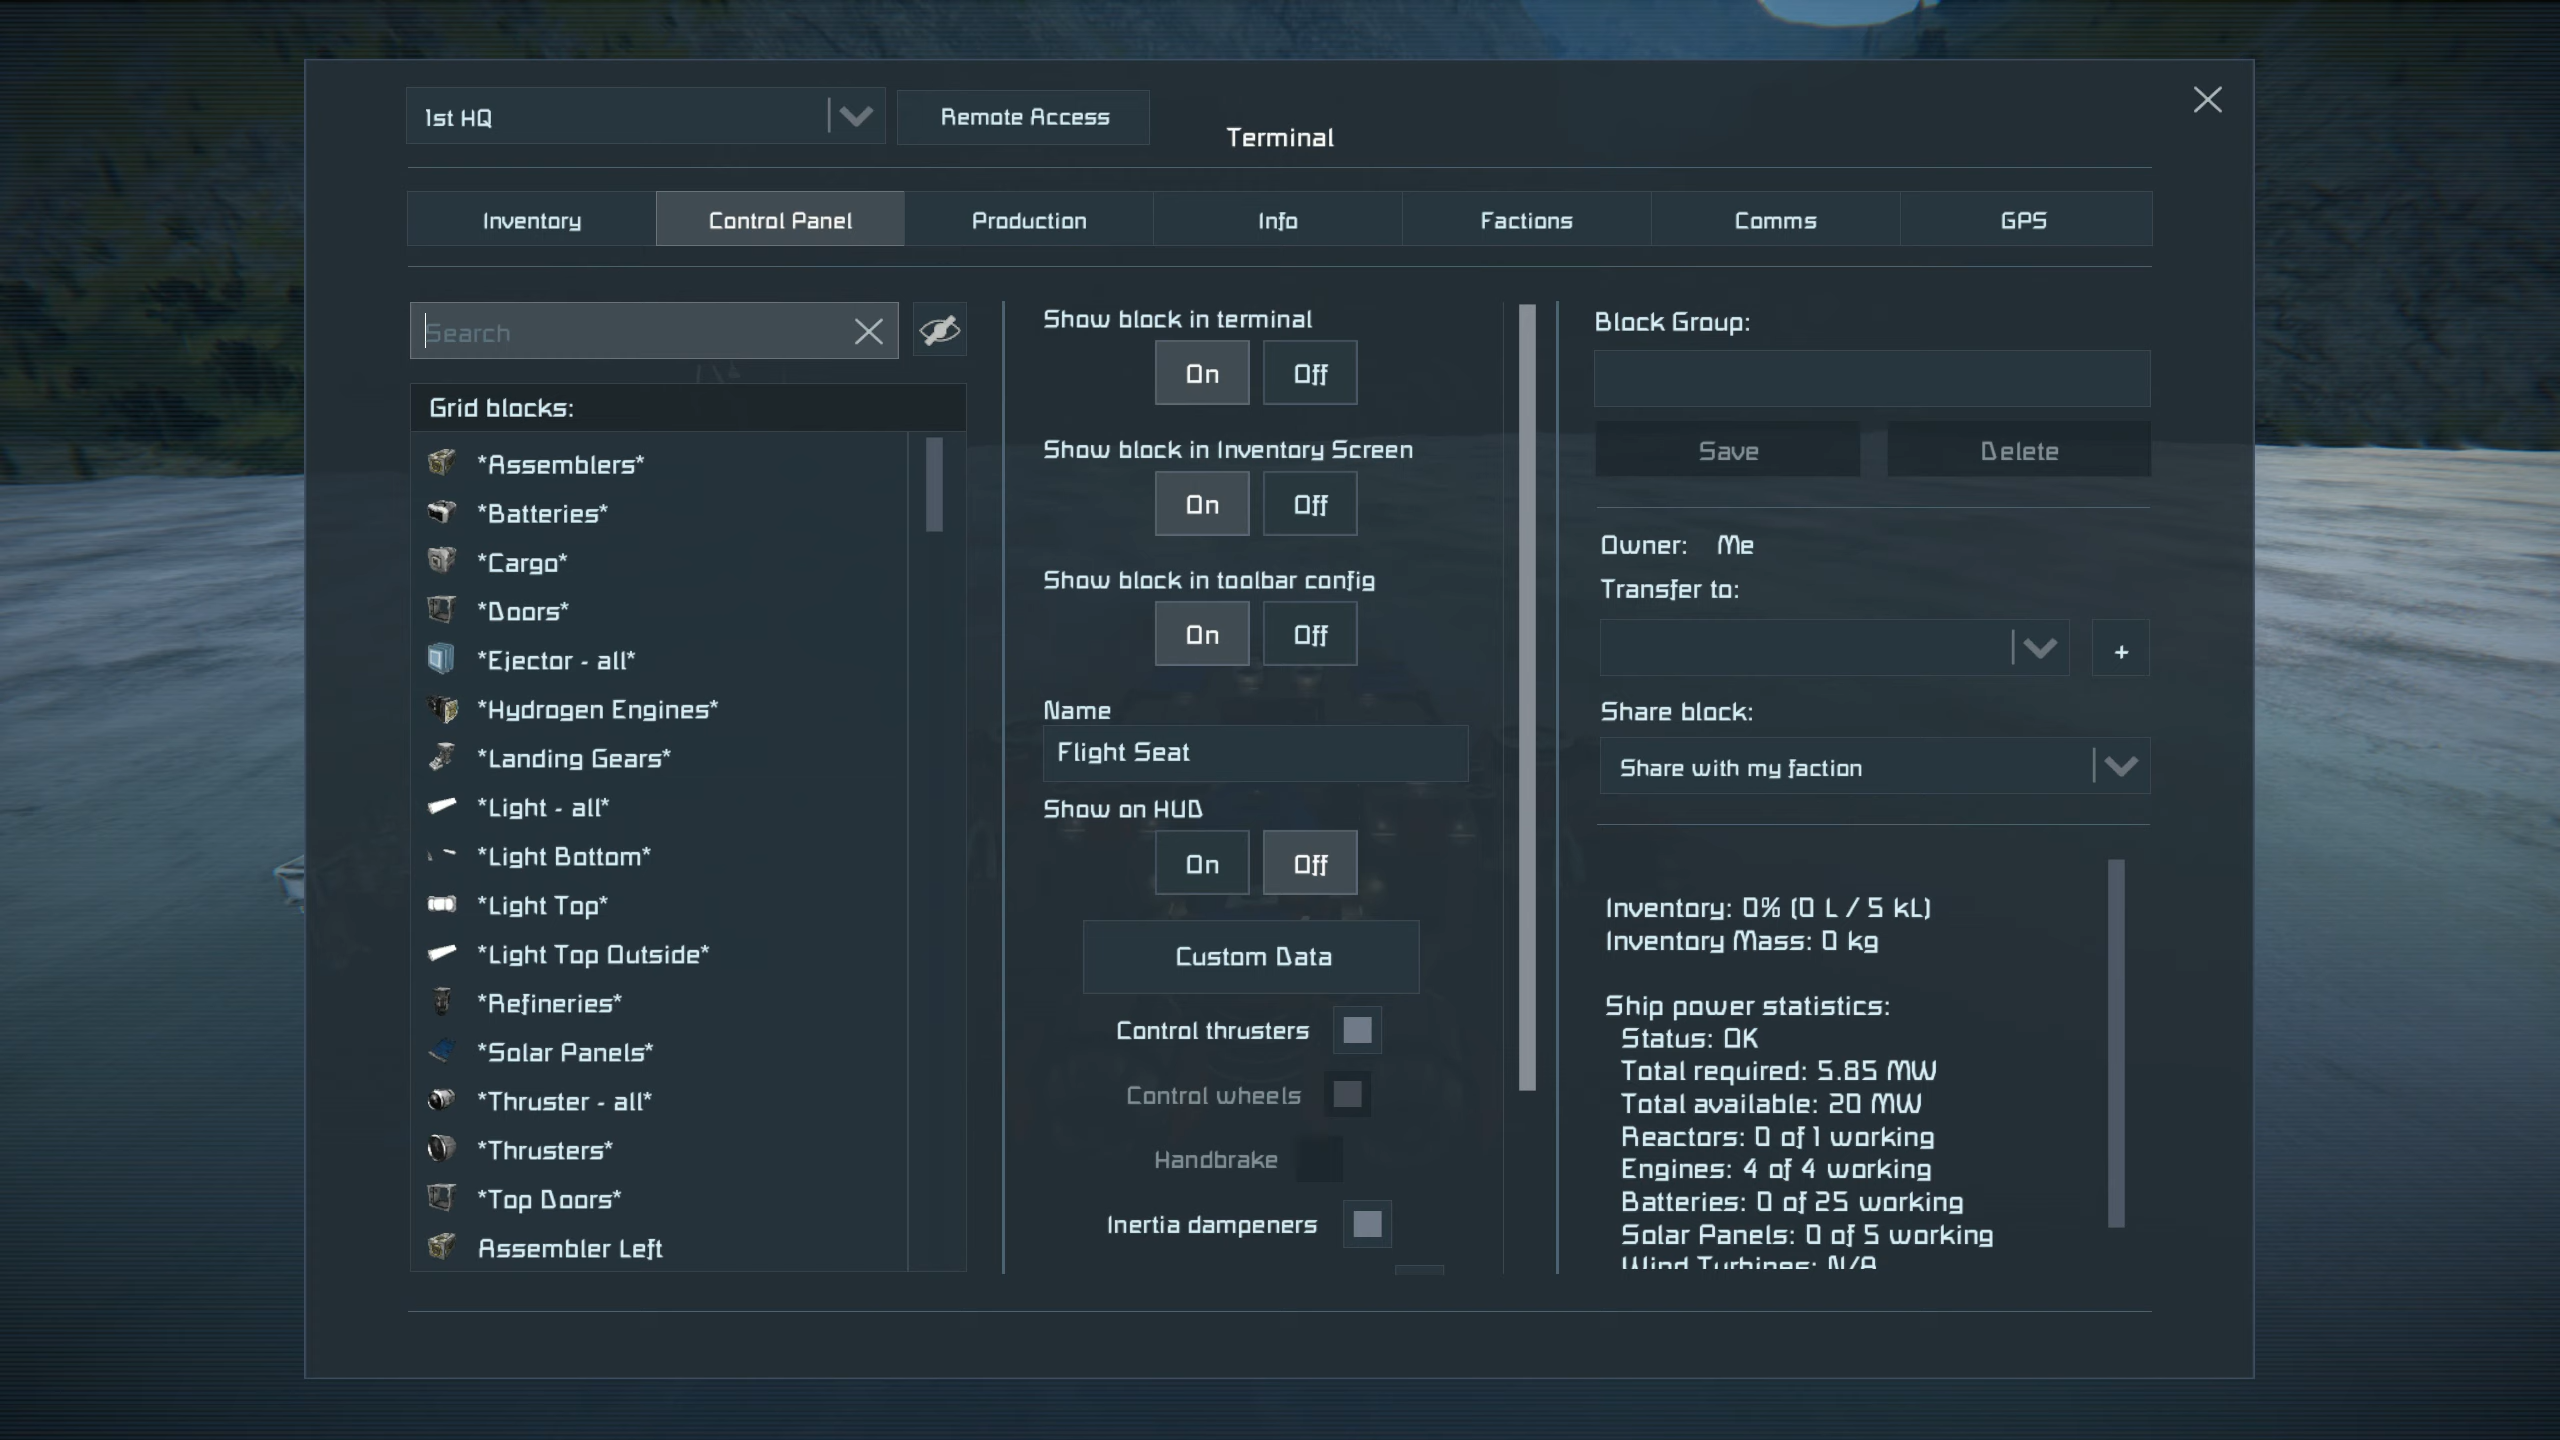 1st HQ
Remote Access
Terminal
Inventory
Control Panel
Production
Info
Factions
Comms
GPS
Search
Grid blocks:
*Assemblers*
*Batteries*
*Cargo*
*Doors*
*Ejector - all*
*Hydrogen Engines*
*Landing Gears*
*Light - all*
*Light Bottom*
*Light Top*
*Light Top Outside*
*Refineries*
*Solar Panels*
*Thruster - all*
*Thrusters*
*Top Doors*
Assembler Left
Show block in terminal
On Off
Show block in Inventory Screen
On Off
Show block in toolbar config
On Off
Name
Flight Seat
Show on HUD
On Off
Custom Data
Control thrusters
Control wheels
Handbrake
Inertia dampeners
Block Group:
Save Delete
Owner: Me
Transfer to:
+
Share block:
Share with my faction
Inventory: 0% (0 L / 5 kL)
Inventory Mass: 0 kg
Ship power statistics:
Status: OK
Total required: 5.85 MW
Total available: 20 MW
Reactors: 0 of 1 working
Engines: 4 of 4 working
Batteries: 0 of 25 working
Solar Panels: 0 of 5 working
Wind Turbines: N/A